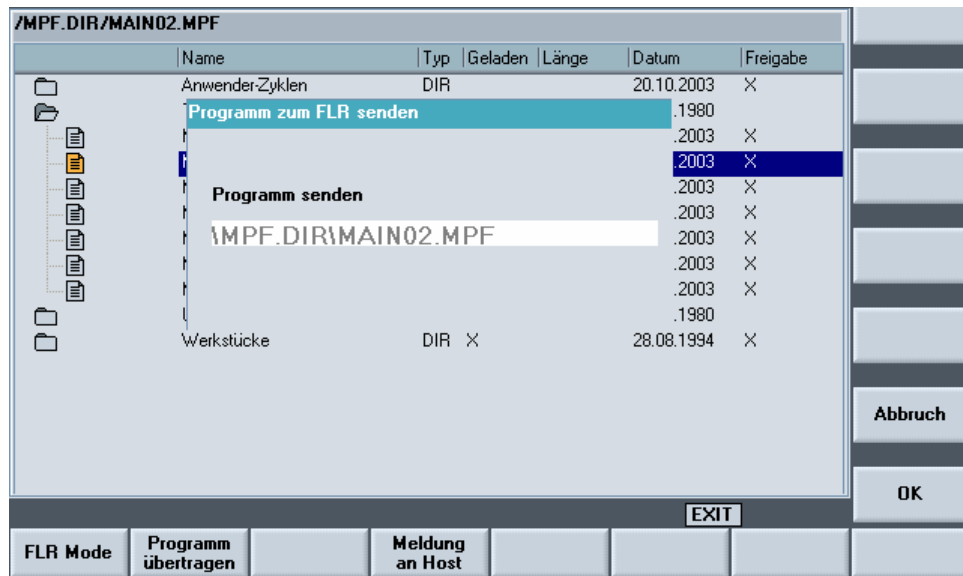 /MPF.DIR/MAIN02.MPF
Name Typ Geladen Länge Datum Freigabe
Anwender-Zyklen DIR 20.10.2003 X
Programm zum FLR senden .1980
.2003 X
.2003 X
Programm senden .2003 X
.2003 X
\MPF.DIR\MAIN02.MPF .2003 X
.2003 X
.2003 X
.1980
Werkstücke DIR X 28.08.1994 X
Abbruch
OK
EXIT
FLR Mode
Programm übertragen
Meldung an Host